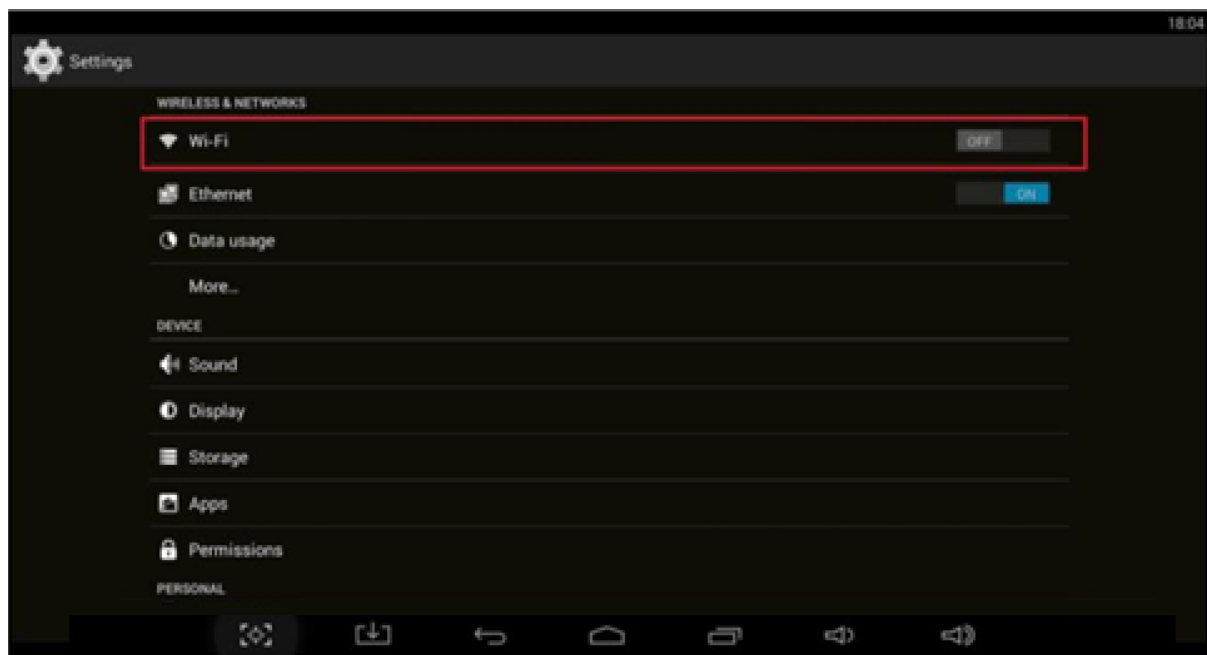 18:04
Settings
WIRELESS & NETWORKS
Wi-Fi OFF
Ethernet ON
Data usage
More...
DEVICE
Sound
Display
Storage
Apps
Permissions
PERSONAL